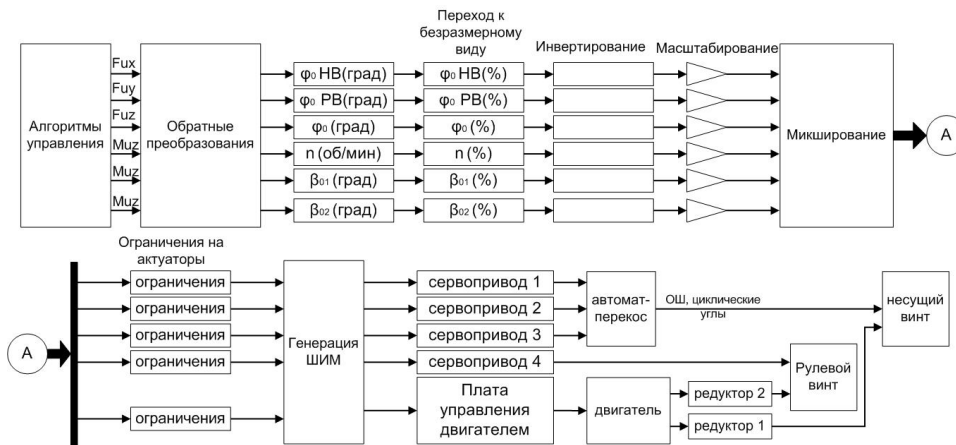 Переход к
безразмерному
виду
Инвертирование
Масштабирование
Алгоритмы
управления
Fux
Fuy
Fuz
Muz
Muz
Muz
Обратные
преобразования
φ₀ НВ(град)
φ₀ НВ(%)
φ₀ РВ(град)
φ₀ РВ(%)
φ₀ (град)
φ₀ (%)
n (об/мин)
n (%)
β₀₁ (град)
β₀₁ (%)
β₀₂ (град)
β₀₂ (%)
Микширование
А
Ограничения на
актуаторы
А
ограничения
ограничения
ограничения
ограничения
ограничения
Генерация
ШИМ
сервопривод 1
сервопривод 2
сервопривод 3
сервопривод 4
Плата
управления
двигателем
автомат-
перекос
ОШ, циклические
углы
несущий
винт
Рулевой
винт
двигатель
редуктор 2
редуктор 1